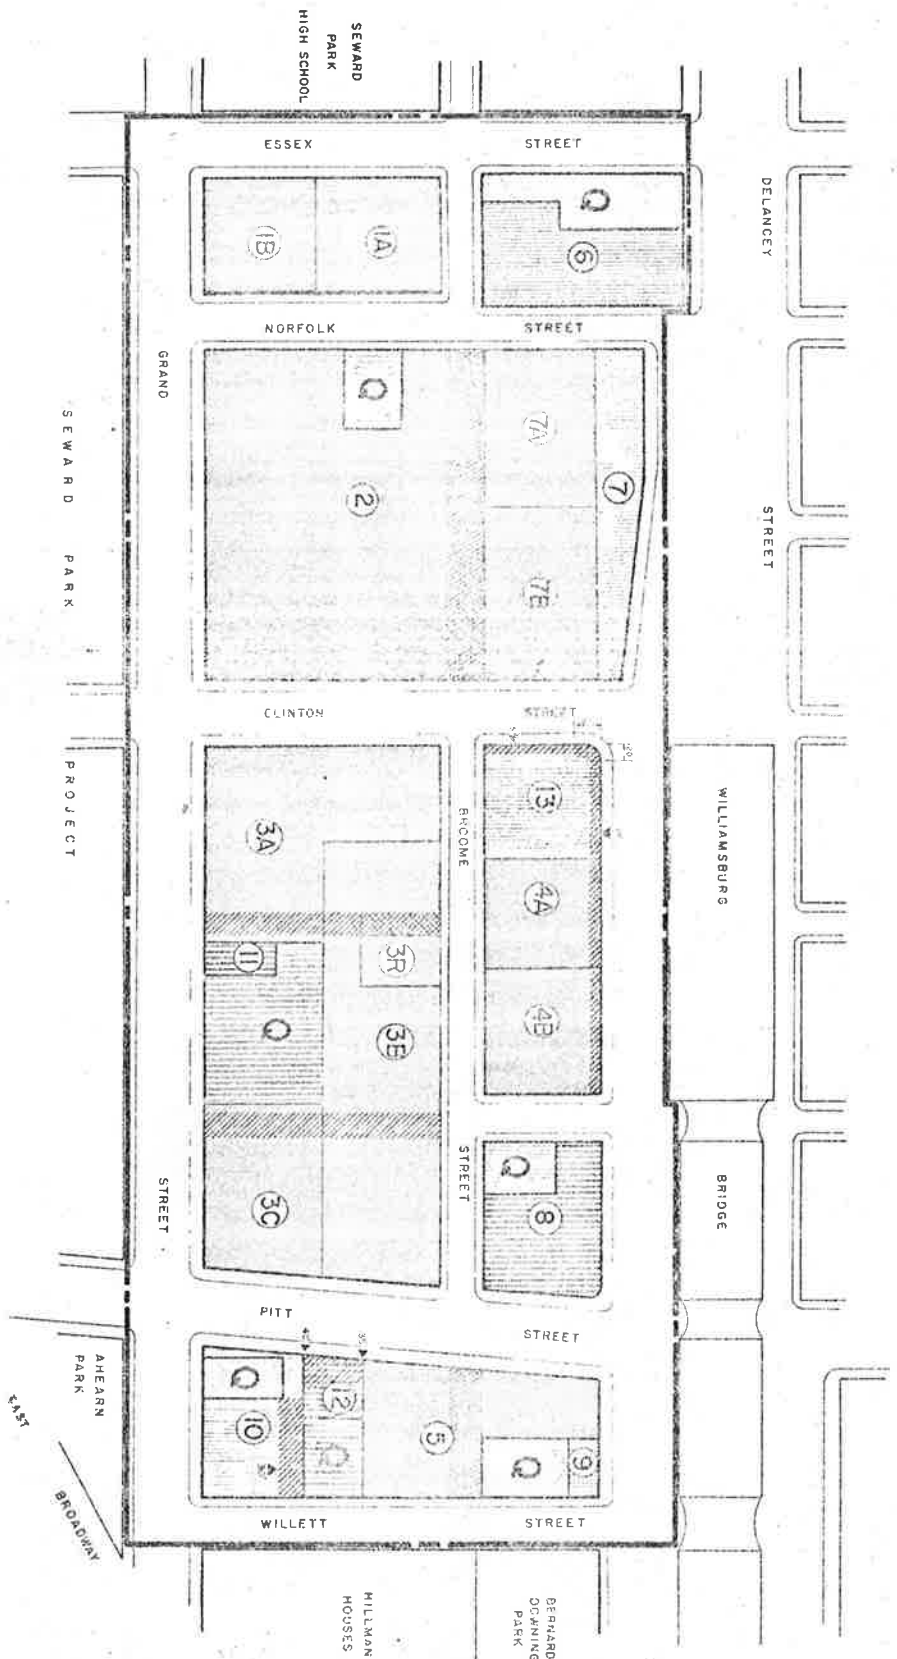 SEWARD
PARK
HIGH SCHOOL
ESSEX
STREET
DELANCEY
STREET
Q
1B
1A
6
NORFOLK
STREET
GRAND
STREET
SEWARD PARK
PROJECT
Q
7A
7
2
7B
CLINTON
STREET
WILLIAMSBURG
BRIDGE
BROOME
STREET
13
3A
4A
11
3R
Q
3B
4B
Q
3C
8
PITT
STREET
AHEARN
PARK
EAST
BROADWAY
Q
12
10
Q
5
Q
9
WILLETT
STREET
HILLMAN
HOUSES
BERNARD
DOWNING
PARK